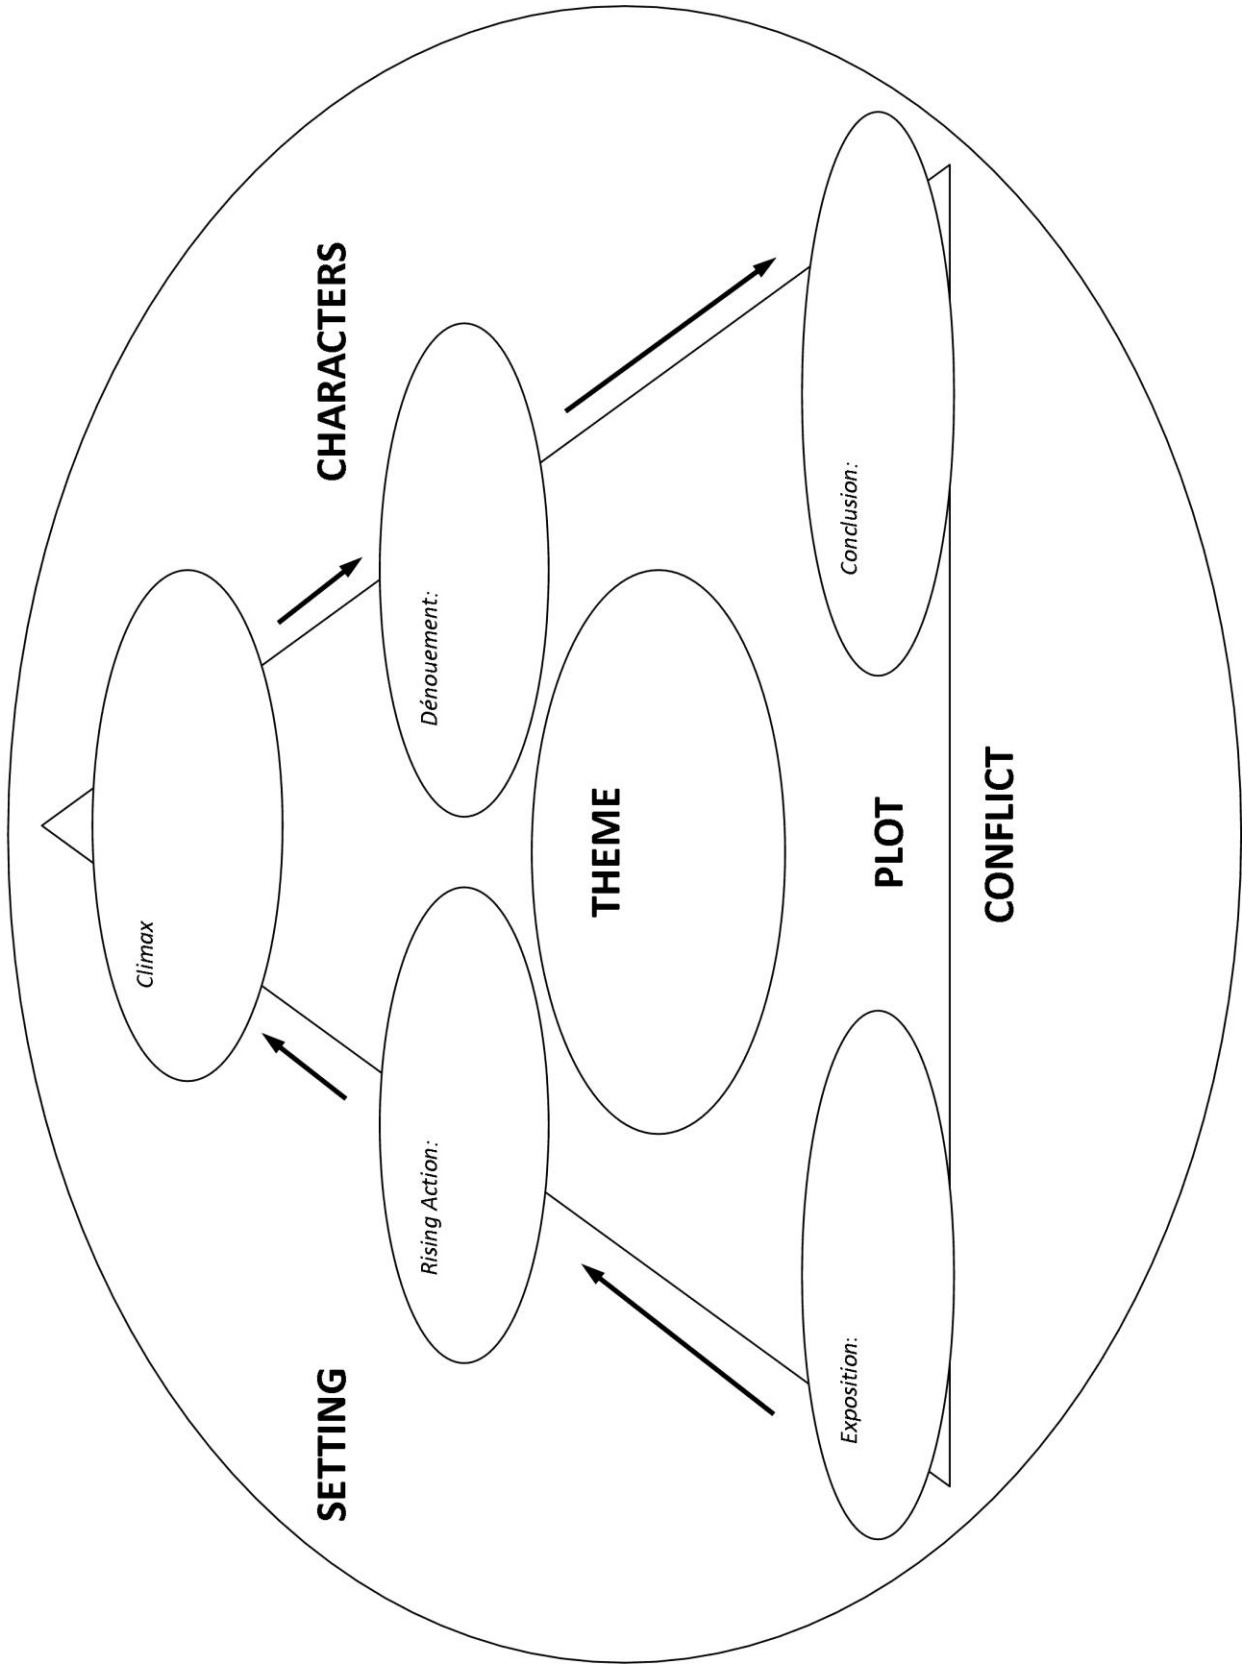 Climax
SETTING
CHARACTERS
Rising Action:
Dénouement:
THEME
Exposition:
Conclusion:
PLOT
CONFLICT